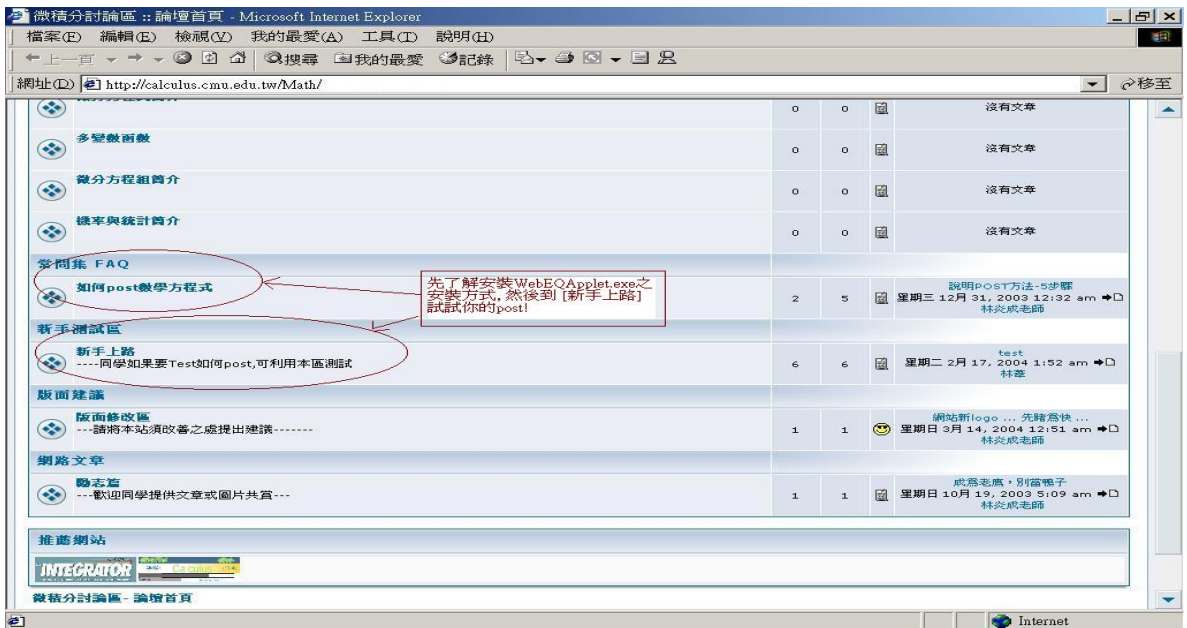 微積分討論區 :: 論壇首頁 - Microsoft Internet Explorer
檔案(F) 編輯(E) 檢視(V) 我的最愛(A) 工具(T) 說明(H)
上一頁 搜尋 我的最愛 記錄
網址(D) http://calculus.cmu.edu.tw/Math/ 移至
0 0 沒有文章
多變數函數
0 0 沒有文章
微分方程組簡介
0 0 沒有文章
機率與統計簡介
0 0 沒有文章
常問集 FAQ
如何post數學方程式
2 5
說明POST方法-5步驟
星期三 12月 31, 2003 12:32 am
林炎成老師
先了解安裝WebEQApplet.exe之
安裝方式, 然後到 [新手上路]
試試你的post!
新手測試區
新手上路
----同學如果要Test如何post,可利用本區測試
6 6
test
星期二 2月 17, 2004 1:52 am
版面建議
版面修改區
---請將本站須改善之處提出建議-------
1 1
網站新logo ... 先睹為快 ...
星期日 3月 14, 2004 12:51 am
林炎成老師
網路文章
勵志篇
---歡迎同學提供文章或圖片共賞---
1 1
成為老鷹，別當鴨子
星期日 10月 19, 2003 5:09 am
林炎成老師
推薦網站
INTEGRATOR
Calculus
微積分討論區 - 論壇首頁
Internet